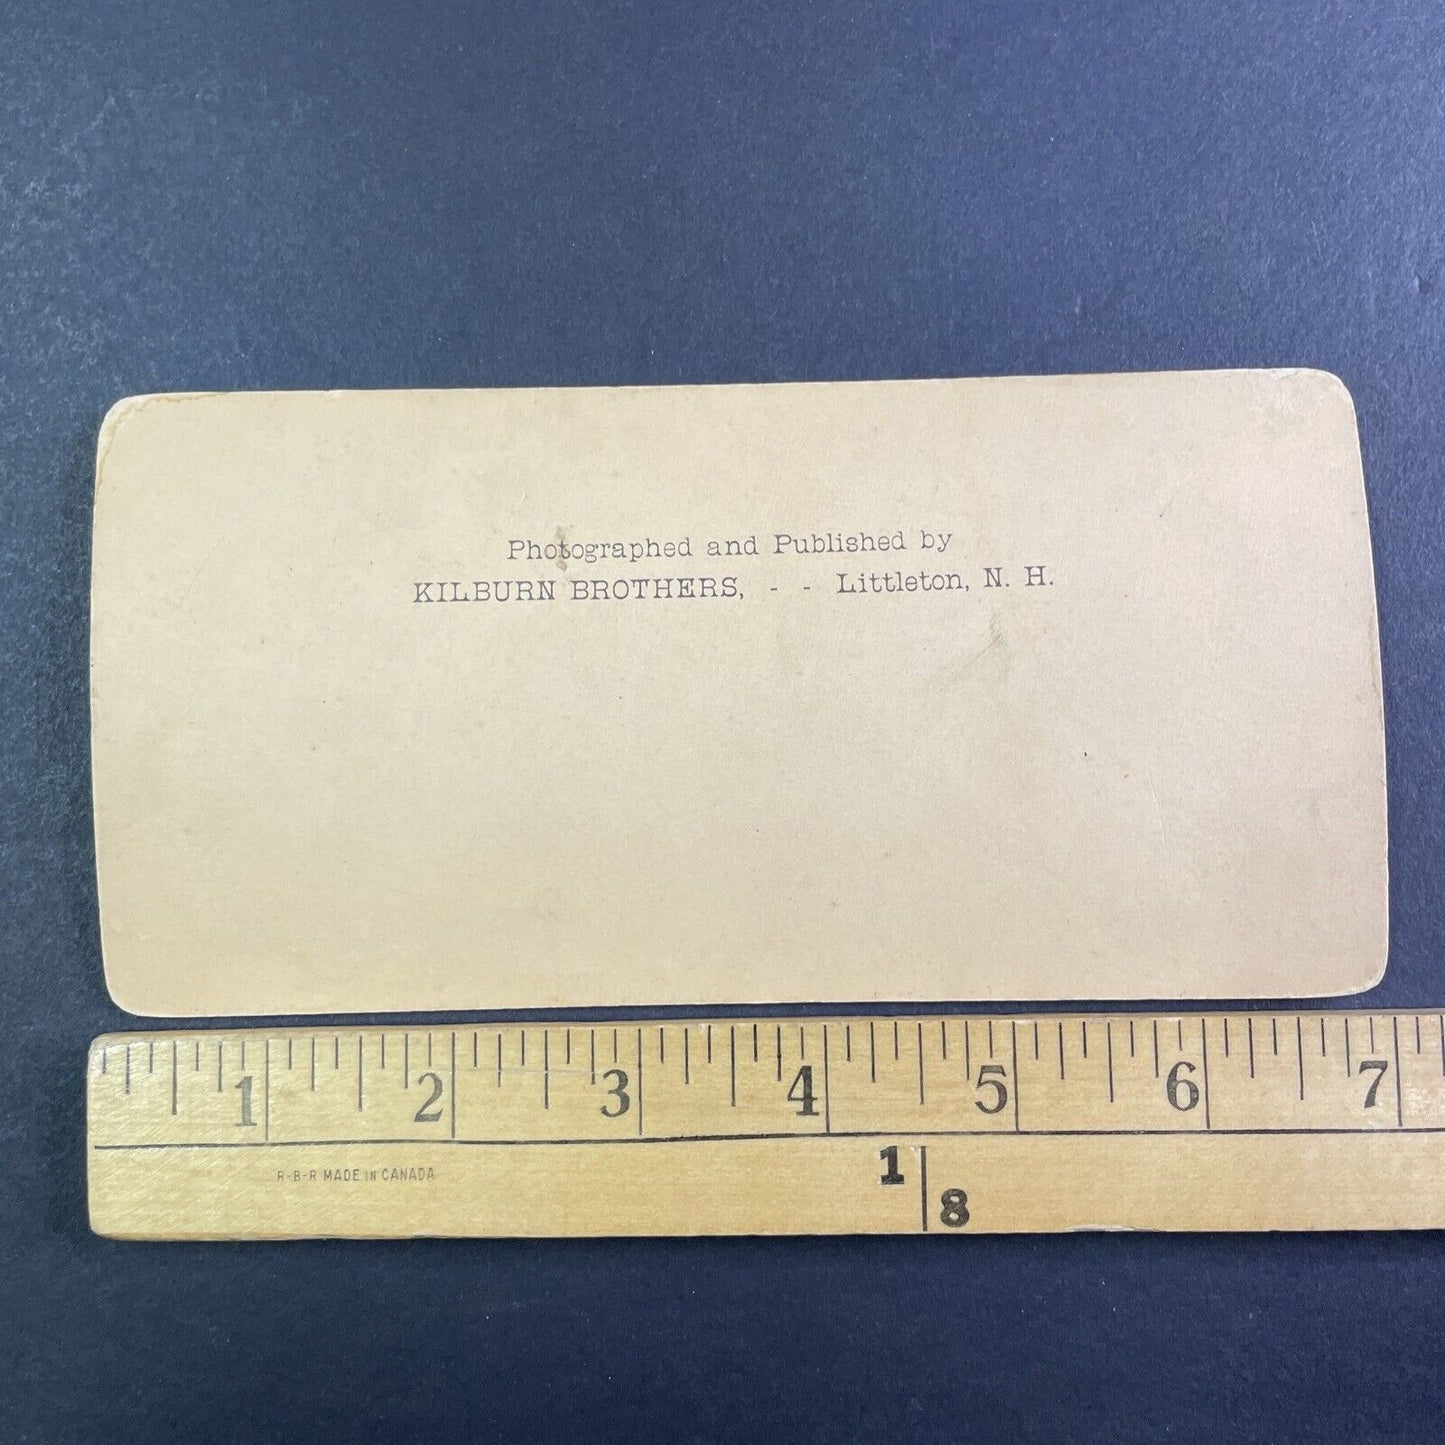 Photographed and Published by
KILBURN BROTHERS, - - Littleton, N. H.
1 2 3 4 5 6 7
R-B-R MADE IN CANADA
1
8